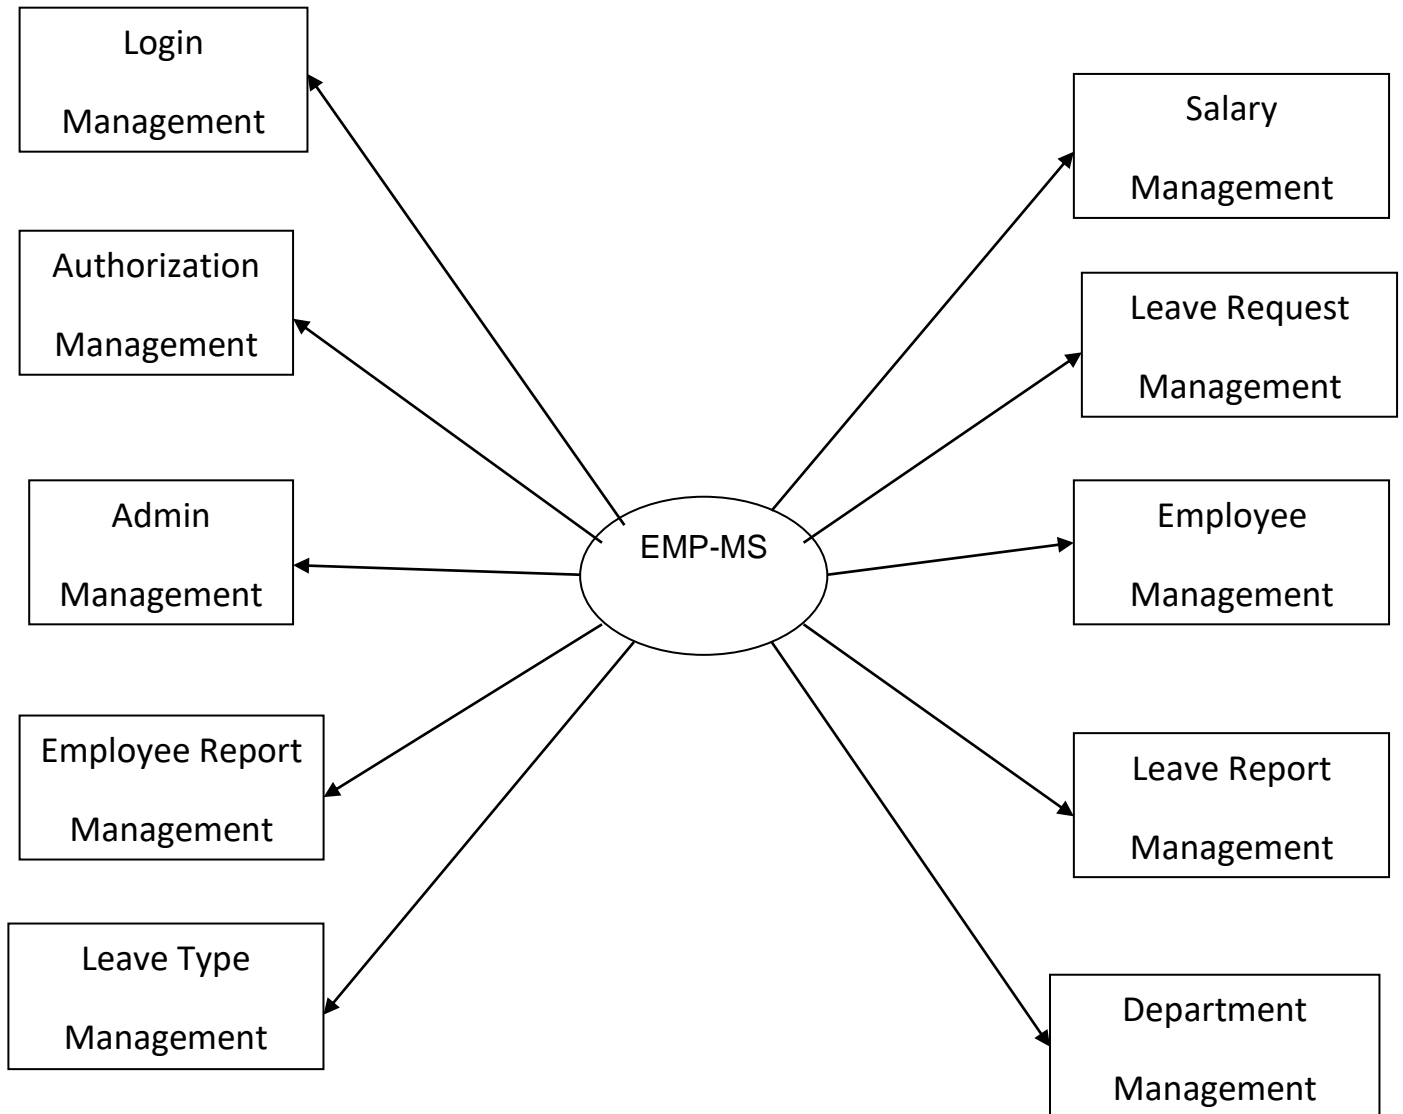 Login
Management
Authorization
Management
Admin
Management
Employee Report
Management
Leave Type
Management
EMP-MS
Salary
Management
Leave Request
Management
Employee
Management
Leave Report
Management
Department
Management